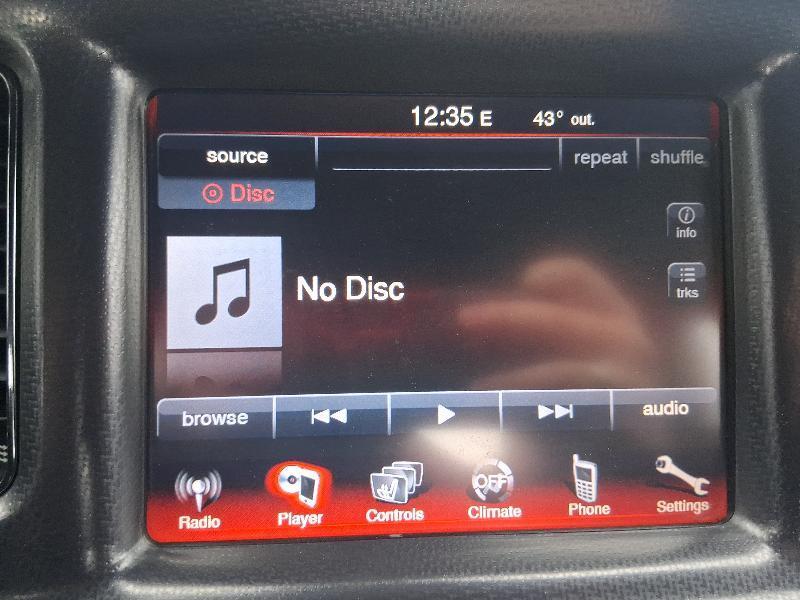 12:35 E 43° out.
source repeat shuffle
Disc
info
No Disc
trks
browse audio
OFF
Radio Player Controls Climate Phone Settings